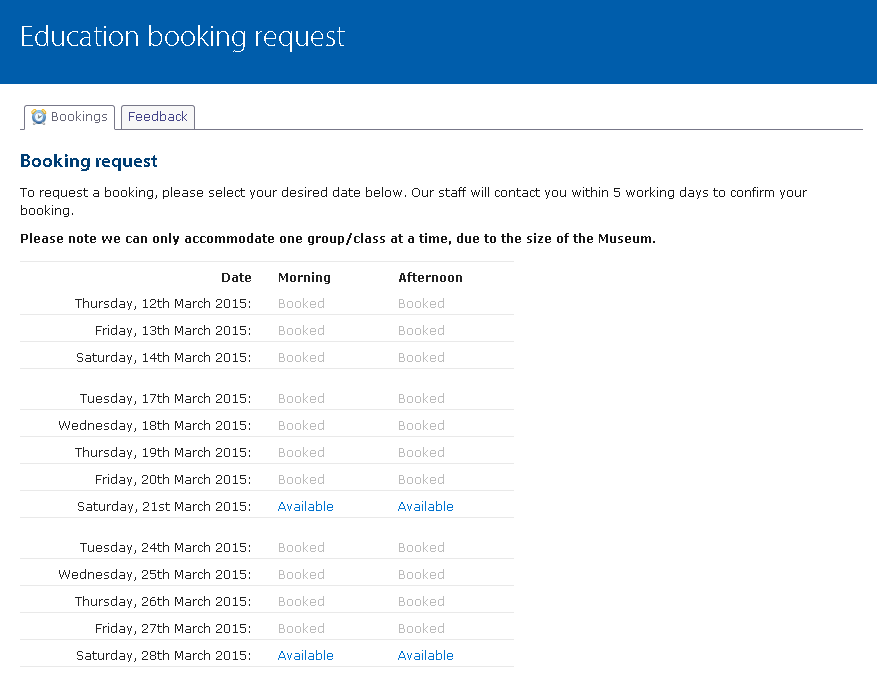 Education booking request
Bookings Feedback
Booking request
To request a booking, please select your desired date below. Our staff will contact you within 5 working days to confirm your
booking.
Please note we can only accommodate one group/class at a time, due to the size of the Museum.
Date Morning Afternoon
Thursday, 12th March 2015: Booked Booked
Friday, 13th March 2015: Booked Booked
Saturday, 14th March 2015: Booked Booked
Tuesday, 17th March 2015: Booked Booked
Wednesday, 18th March 2015: Booked Booked
Thursday, 19th March 2015: Booked Booked
Friday, 20th March 2015: Booked Booked
Saturday, 21st March 2015: Available Available
Tuesday, 24th March 2015: Booked Booked
Wednesday, 25th March 2015: Booked Booked
Thursday, 26th March 2015: Booked Booked
Friday, 27th March 2015: Booked Booked
Saturday, 28th March 2015: Available Available